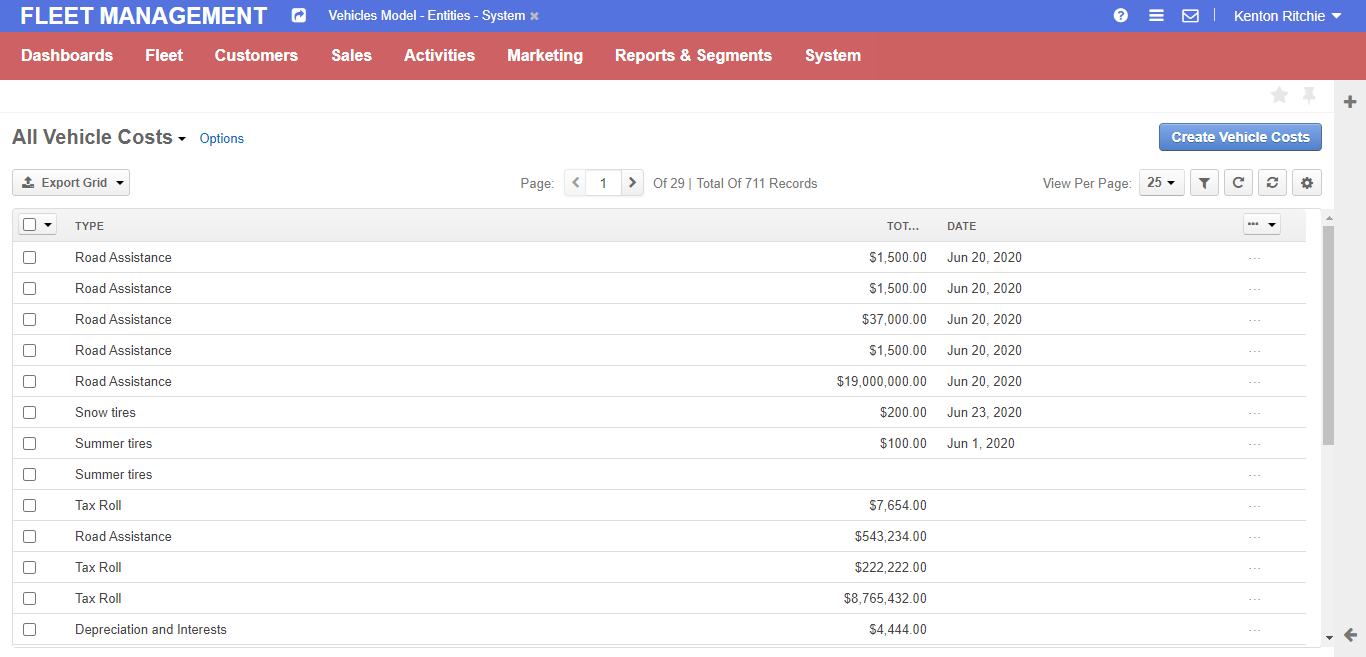 FLEET MANAGEMENT Vehicles Model - Entities - System Kenton Ritchie
Dashboards Fleet Customers Sales Activities Marketing Reports & Segments System
All Vehicle Costs Options Create Vehicle Costs
Export Grid Page: 1 Of 29 | Total Of 711 Records View Per Page: 25
TYPE TOT... DATE
Road Assistance $1,500.00 Jun 20, 2020
Road Assistance $1,500.00 Jun 20, 2020
Road Assistance $37,000.00 Jun 20, 2020
Road Assistance $1,500.00 Jun 20, 2020
Road Assistance $19,000,000.00 Jun 20, 2020
Snow tires $200.00 Jun 23, 2020
Summer tires $100.00 Jun 1, 2020
Summer tires
Tax Roll $7,654.00
Road Assistance $543,234.00
Tax Roll $222,222.00
Tax Roll $8,765,432.00
Depreciation and Interests $4,444.00